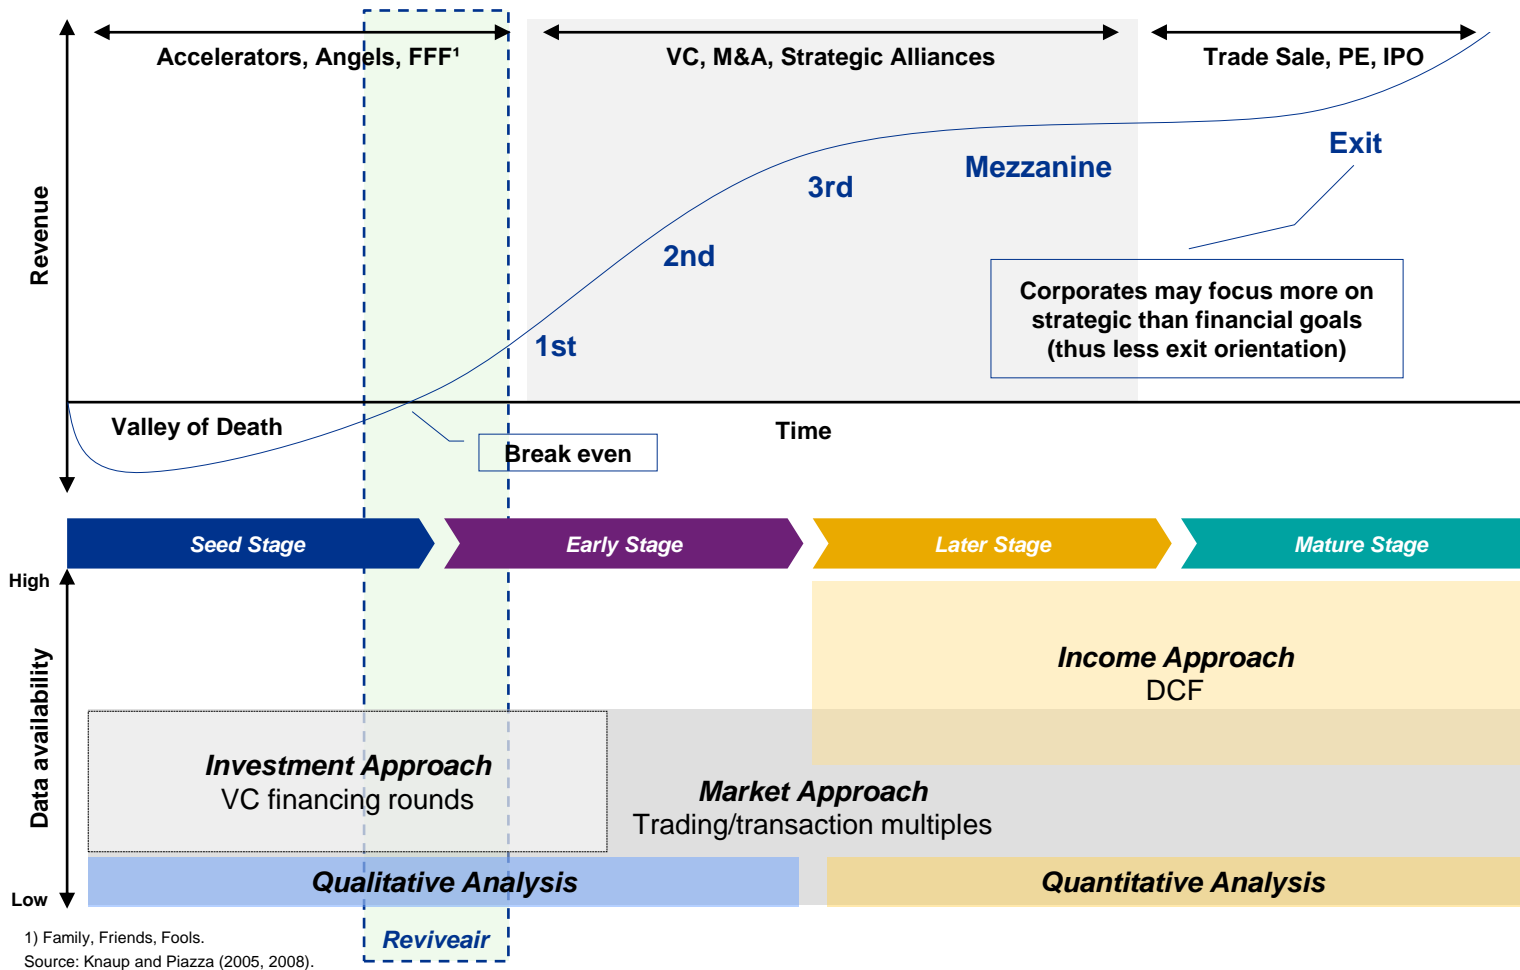 Accelerators, Angels, FFF¹
VC, M&A, Strategic Alliances
Trade Sale, PE, IPO
Revenue
Exit
Mezzanine
3rd
2nd
1st
Corporates may focus more on
strategic than financial goals
(thus less exit orientation)
Valley of Death
Time
Break even
Seed Stage
Early Stage
Later Stage
Mature Stage
High
Data availability
Low
Income Approach
DCF
Investment Approach
VC financing rounds
Market Approach
Trading/transaction multiples
Qualitative Analysis
Quantitative Analysis
Reviveair
1) Family, Friends, Fools.
Source: Knaup and Piazza (2005, 2008).